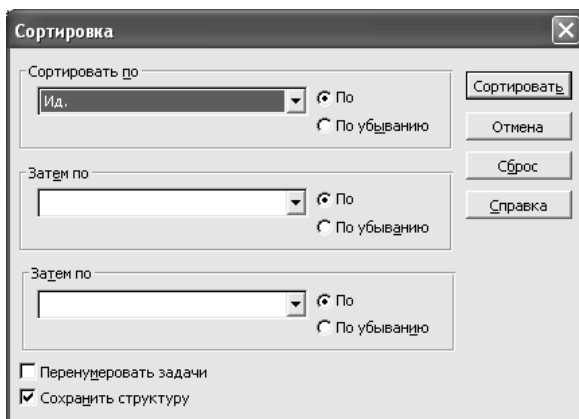 Сортировка
Сортировать по
Ид.
По
По убыванию
Затем по
По
По убыванию
Затем по
По
По убыванию
Перенумеровать задачи
Сохранить структуру
Сортировать
Отмена
Сброс
Справка